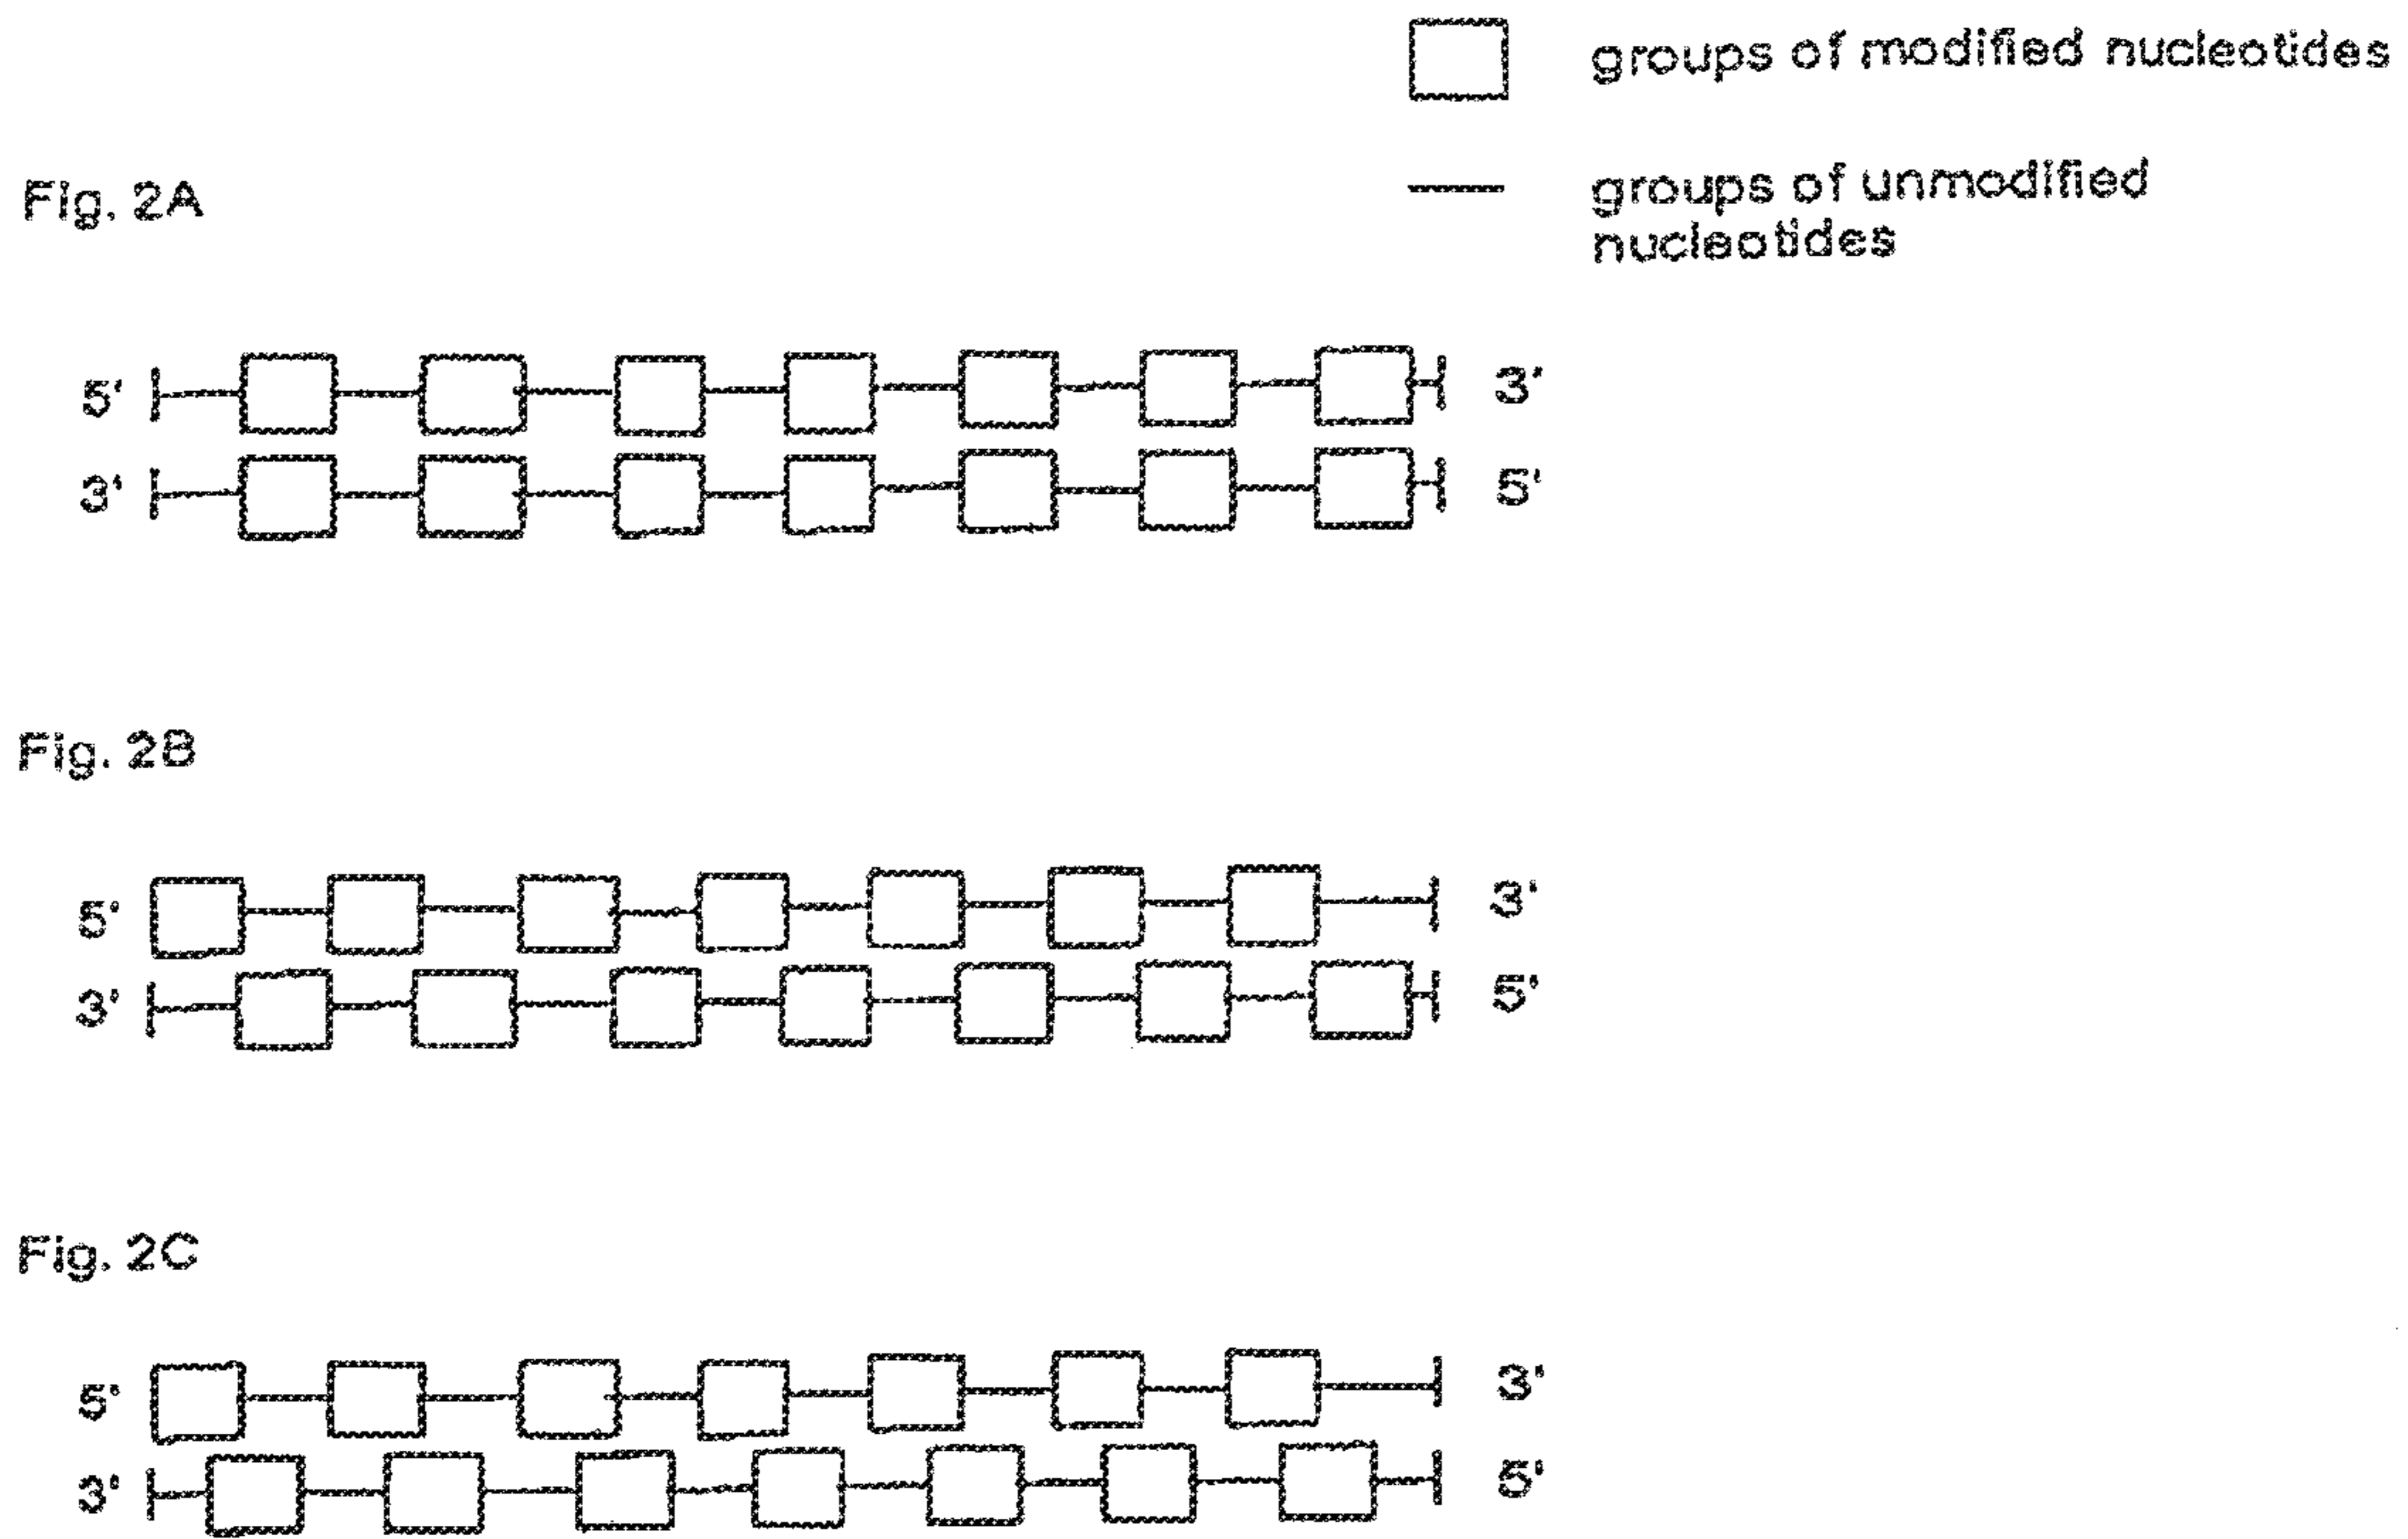 groups of modified nucleotides
groups of unmodified
nucleotides
Fig. 2A
5' 3'
3' 5'
Fig. 2B
5' 3'
3' 5'
Fig. 2C
5' 3'
3' 5'